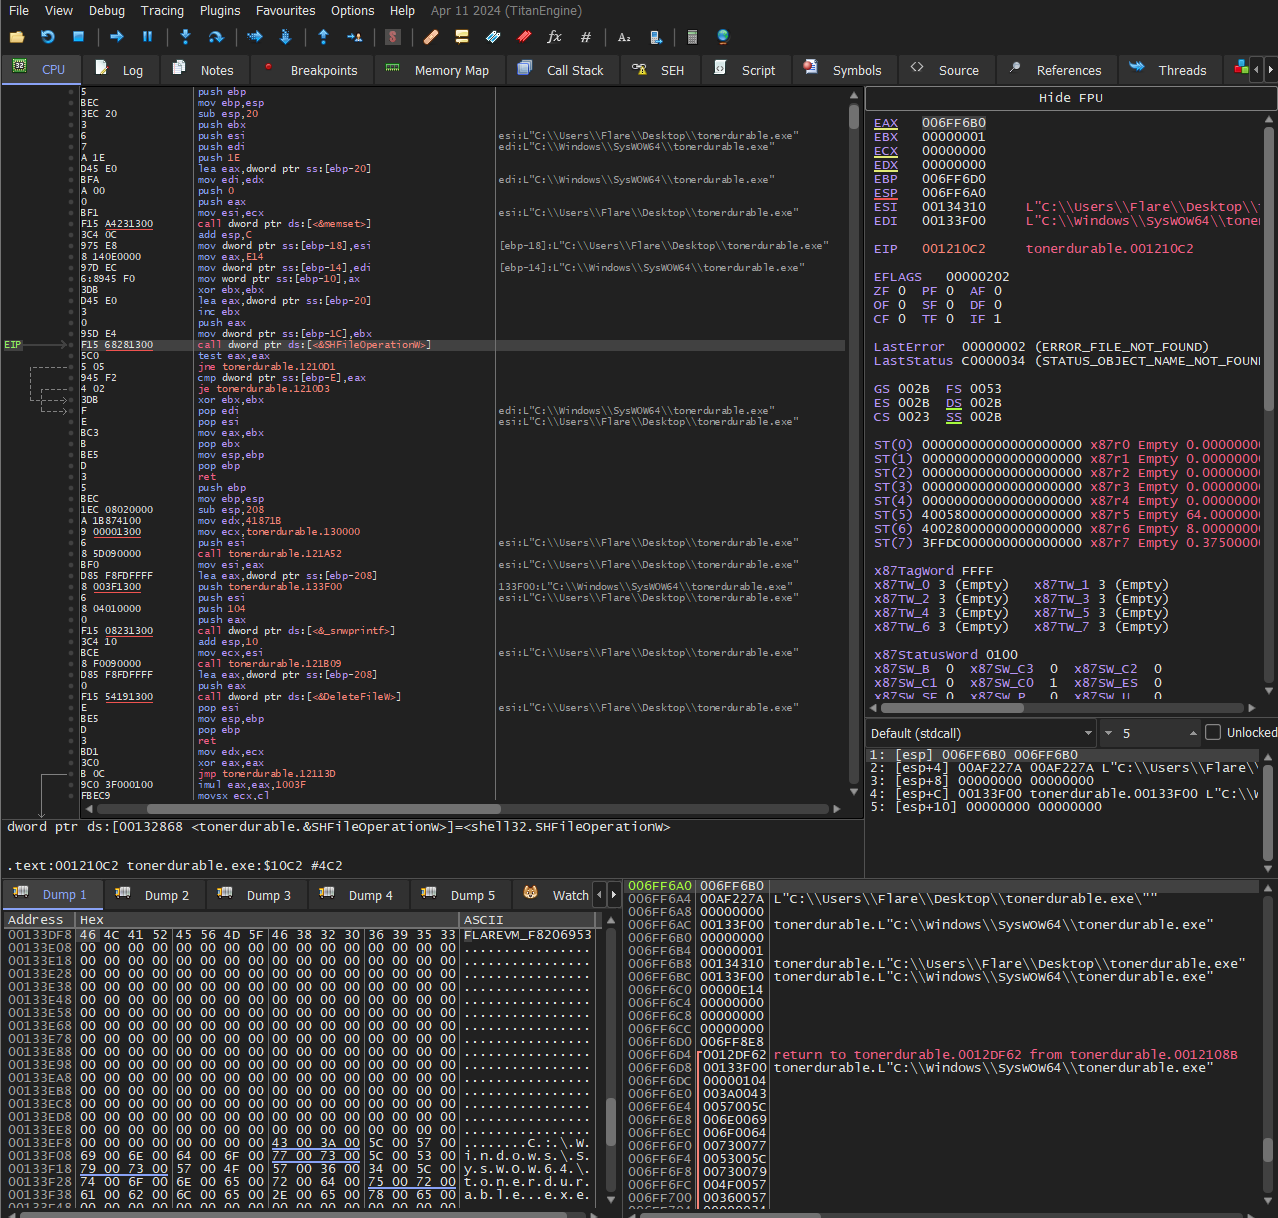 File View Debug Tracing Plugins Favourites Options Help Apr 11 2024 (TitanEngine)
CPU Log Notes Breakpoints Memory Map Call Stack SEH Script Symbols Source References Threads
5 push ebp
BEC mov ebp,esp
3EC 20 sub esp,20
3 push ebx
6 push esi esi:L"C:\\Users\\Flare\\Desktop\\tonerdurable.exe"
7 push edi edi:L"C:\\Windows\\SysWOW64\\tonerdurable.exe"
A 1E push 1E
D45 E0 lea eax,dword ptr ss:[ebp-20]
BFA mov edi,edx edi:L"C:\\Windows\\SysWOW64\\tonerdurable.exe"
A 00 push 0
0 push eax
BF1 mov esi,ecx esi:L"C:\\Users\\Flare\\Desktop\\tonerdurable.exe"
F15 A4231300 call dword ptr ds:[<&memset>]
3C4 0C add esp,C
975 E8 mov dword ptr ss:[ebp-18],esi [ebp-18]:L"C:\\Users\\Flare\\Desktop\\tonerdurable.exe"
8 140E0000 mov eax,E14
97D EC mov dword ptr ss:[ebp-14],edi [ebp-14]:L"C:\\Windows\\SysWOW64\\tonerdurable.exe"
6:8945 F0 mov word ptr ss:[ebp-10],ax
3DB xor ebx,ebx
D45 E0 lea eax,dword ptr ss:[ebp-20]
3 inc ebx
0 push eax
95D E4 mov dword ptr ss:[ebp-1C],ebx
EIP F15 68281300 call dword ptr ds:[<&SHFileOperationW>]
5C0 test eax,eax
5 05 jne tonerdurable.1210D1
945 F2 cmp dword ptr ss:[ebp-E],eax
4 02 je tonerdurable.1210D3
3DB xor ebx,ebx
F pop edi edi:L"C:\\Windows\\SysWOW64\\tonerdurable.exe"
E pop esi esi:L"C:\\Users\\Flare\\Desktop\\tonerdurable.exe"
BC3 mov eax,ebx
B pop ebx
BE5 mov esp,ebp
D pop ebp
3 ret
5 push ebp
BEC mov ebp,esp
1EC 08020000 sub esp,208
A 1B874100 mov edx,41871B
9 00001300 mov ecx,tonerdurable.130000
6 push esi esi:L"C:\\Users\\Flare\\Desktop\\tonerdurable.exe"
8 5D090000 call tonerdurable.121A52
BF0 mov esi,eax esi:L"C:\\Users\\Flare\\Desktop\\tonerdurable.exe"
D85 F8FDFFFF lea eax,dword ptr ss:[ebp-208]
8 003F1300 push tonerdurable.133F00 133F00:L"C:\\Windows\\SysWOW64\\tonerdurable.exe"
6 push esi esi:L"C:\\Users\\Flare\\Desktop\\tonerdurable.exe"
8 04010000 push 104
0 push eax
F15 08231300 call dword ptr ds:[<&_snwprintf>]
3C4 10 add esp,10
BCE mov ecx,esi esi:L"C:\\Users\\Flare\\Desktop\\tonerdurable.exe"
8 F0090000 call tonerdurable.121B09
D85 F8FDFFFF lea eax,dword ptr ss:[ebp-208]
0 push eax
F15 54191300 call dword ptr ds:[<&DeleteFileW>]
E pop esi esi:L"C:\\Users\\Flare\\Desktop\\tonerdurable.exe"
BE5 mov esp,ebp
D pop ebp
3 ret
BD1 mov edx,ecx
3C0 xor eax,eax
B 0C jmp tonerdurable.12113D
9C0 3F000100 imul eax,eax,1003F
FBEC9 movsx ecx,cl
dword ptr ds:[00132868 <tonerdurable.&SHFileOperationW>]=<shell32.SHFileOperationW>
.text:001210C2 tonerdurable.exe:$10C2 #4C2
Hide FPU
EAX 006FF6B0
EBX 00000001
ECX 00000000
EDX 00000000
EBP 006FF6D0
ESP 006FF6A0
ESI 00134310 L"C:\\Users\\Flare\\Desktop\\
EDI 00133F00 L"C:\\Windows\\SysWOW64\\tone
EIP 001210C2 tonerdurable.001210C2
EFLAGS 00000202
ZF 0 PF 0 AF 0
OF 0 SF 0 DF 0
CF 0 TF 0 IF 1
LastError 00000002 (ERROR_FILE_NOT_FOUND)
LastStatus C0000034 (STATUS_OBJECT_NAME_NOT_FOUN
GS 002B FS 0053
ES 002B DS 002B
CS 0023 SS 002B
ST(0) 00000000000000000000 x87r0 Empty 0.0000000
ST(1) 00000000000000000000 x87r1 Empty 0.0000000
ST(2) 00000000000000000000 x87r2 Empty 0.0000000
ST(3) 00000000000000000000 x87r3 Empty 0.0000000
ST(4) 00000000000000000000 x87r4 Empty 0.0000000
ST(5) 40058000000000000000 x87r5 Empty 64.000000
ST(6) 40028000000000000000 x87r6 Empty 8.0000000
ST(7) 3FFDC000000000000000 x87r7 Empty 0.3750000
x87TagWord FFFF
x87TW_0 3 (Empty) x87TW_1 3 (Empty)
x87TW_2 3 (Empty) x87TW_3 3 (Empty)
x87TW_4 3 (Empty) x87TW_5 3 (Empty)
x87TW_6 3 (Empty) x87TW_7 3 (Empty)
x87StatusWord 0100
x87SW_B 0 x87SW_C3 0 x87SW_C2 0
x87SW_C1 0 x87SW_C0 1 x87SW_ES 0
x87SW_SF 0 x87SW_P 0 x87SW_U 0
Default (stdcall) 5 Unlocked
1: [esp] 006FF6B0 006FF6B0
2: [esp+4] 00AF227A 00AF227A L"C:\\Users\\Flare\
3: [esp+8] 00000000 00000000
4: [esp+C] 00133F00 tonerdurable.00133F00 L"C:\\W
5: [esp+10] 00000000 00000000
Dump 1 Dump 2 Dump 3 Dump 4 Dump 5 Watch
Address Hex ASCII
00133DF8 46 4C 41 52 45 56 4D 5F 46 38 32 30 36 39 35 33 FLAREVM_F8206953
00133E08 00 00 00 00 00 00 00 00 00 00 00 00 00 00 00 00 ................
00133E18 00 00 00 00 00 00 00 00 00 00 00 00 00 00 00 00 ................
00133E28 00 00 00 00 00 00 00 00 00 00 00 00 00 00 00 00 ................
00133E38 00 00 00 00 00 00 00 00 00 00 00 00 00 00 00 00 ................
00133E48 00 00 00 00 00 00 00 00 00 00 00 00 00 00 00 00 ................
00133E58 00 00 00 00 00 00 00 00 00 00 00 00 00 00 00 00 ................
00133E68 00 00 00 00 00 00 00 00 00 00 00 00 00 00 00 00 ................
00133E78 00 00 00 00 00 00 00 00 00 00 00 00 00 00 00 00 ................
00133E88 00 00 00 00 00 00 00 00 00 00 00 00 00 00 00 00 ................
00133E98 00 00 00 00 00 00 00 00 00 00 00 00 00 00 00 00 ................
00133EA8 00 00 00 00 00 00 00 00 00 00 00 00 00 00 00 00 ................
00133EB8 00 00 00 00 00 00 00 00 00 00 00 00 00 00 00 00 ................
00133EC8 00 00 00 00 00 00 00 00 00 00 00 00 00 00 00 00 ................
00133ED8 00 00 00 00 00 00 00 00 00 00 00 00 00 00 00 00 ................
00133EE8 00 00 00 00 00 00 00 00 00 00 00 00 00 00 00 00 ................
00133EF8 00 00 00 00 00 00 00 00 43 00 3A 00 5C 00 57 00 ........C.:.\.W.
00133F08 69 00 6E 00 64 00 6F 00 77 00 73 00 5C 00 53 00 i.n.d.o.w.s.\.S.
00133F18 79 00 73 00 57 00 4F 00 57 00 36 00 34 00 5C 00 y.s.W.O.W.6.4.\.
00133F28 74 00 6F 00 6E 00 65 00 72 00 64 00 75 00 72 00 t.o.n.e.r.d.u.r.
00133F38 61 00 62 00 6C 00 65 00 2E 00 65 00 78 00 65 00 a.b.l.e...e.x.e.
00133F48 00 00 00 00 00 00 00 00 00 00 00 00 00 00 00 00 ................
006FF6A0 006FF6B0
006FF6A4 00AF227A L"C:\\Users\\Flare\\Desktop\\tonerdurable.exe\""
006FF6A8 00000000
006FF6AC 00133F00 tonerdurable.L"C:\\Windows\\SysWOW64\\tonerdurable.exe"
006FF6B0 00000000
006FF6B4 00000001
006FF6B8 00134310 tonerdurable.L"C:\\Users\\Flare\\Desktop\\tonerdurable.exe"
006FF6BC 00133F00 tonerdurable.L"C:\\Windows\\SysWOW64\\tonerdurable.exe"
006FF6C0 00000E14
006FF6C4 00000000
006FF6C8 00000000
006FF6CC 00000000
006FF6D0 006FF8E8
006FF6D4 0012DF62 return to tonerdurable.0012DF62 from tonerdurable.0012108B
006FF6D8 00133F00 tonerdurable.L"C:\\Windows\\SysWOW64\\tonerdurable.exe"
006FF6DC 00000104
006FF6E0 003A0043
006FF6E4 0057005C
006FF6E8 006E0069
006FF6EC 006F0064
006FF6F0 00730077
006FF6F4 0053005C
006FF6F8 00730079
006FF6FC 004F0057
006FF700 00360057